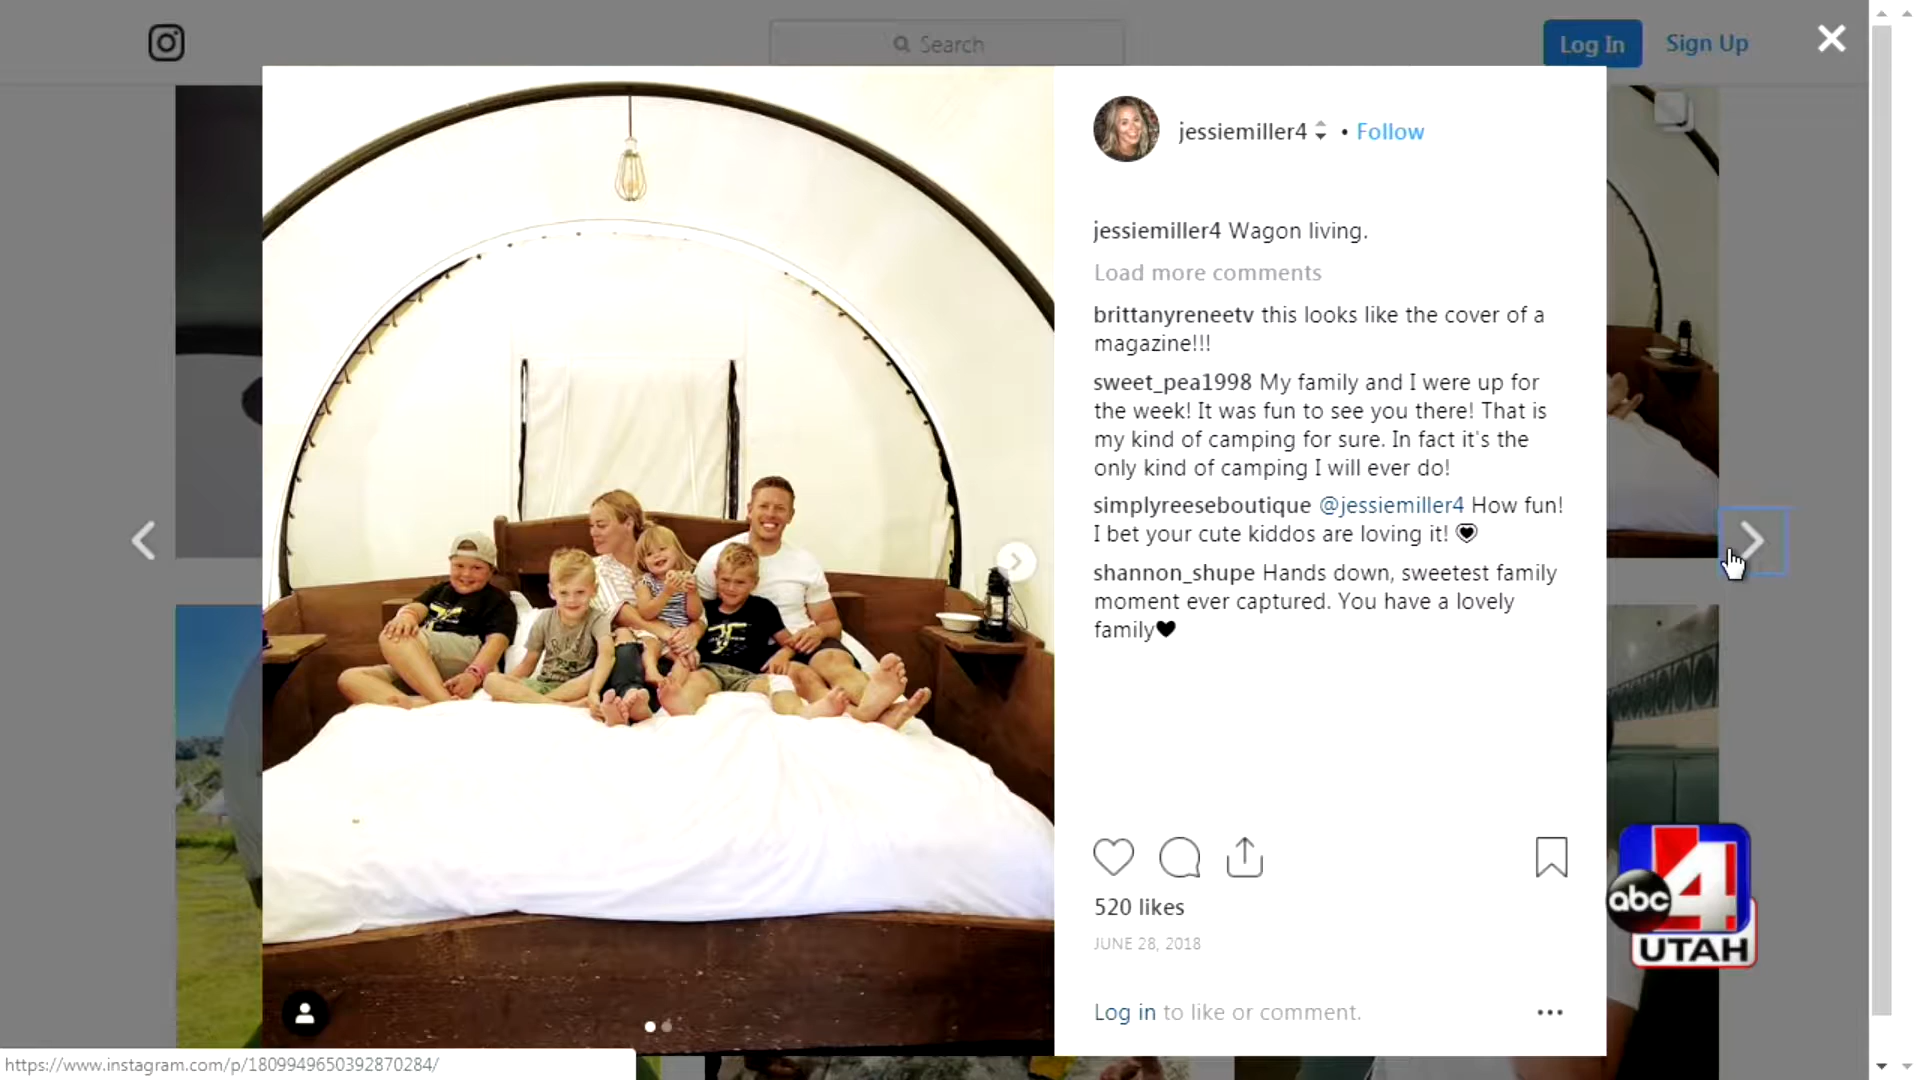 Search
Log In
Sign Up
jessiemiller4 • Follow
jessiemiller4 Wagon living.
Load more comments
brittanyreneetv this looks like the cover of a
magazine!!!
sweet_pea1998 My family and I were up for
the week! It was fun to see you there! That is
my kind of camping for sure. In fact it's the
only kind of camping I will ever do!
simplyreeseboutique @jessiemiller4 How fun!
I bet your cute kiddos are loving it!
shannon_shupe Hands down, sweetest family
moment ever captured. You have a lovely
family
520 likes
JUNE 28, 2018
Log in to like or comment.
abc 4
UTAH
https://www.instagram.com/p/1809949650392870284/